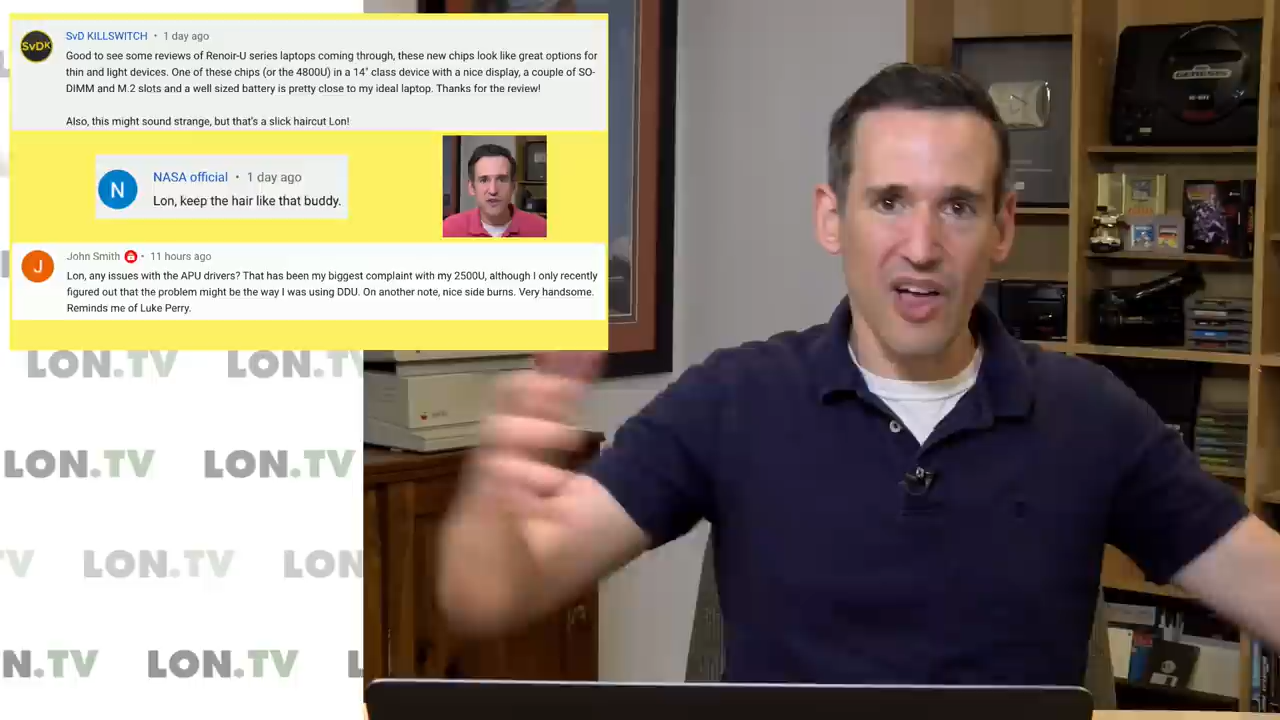 SvD KILLSWITCH • 1 day ago
SvDK
Good to see some reviews of Renoir-U series laptops coming through, these new chips look like great options for
thin and light devices. One of these chips (or the 4800U) in a 14" class device with a nice display, a couple of SO-
DIMM and M.2 slots and a well sized battery is pretty close to my ideal laptop. Thanks for the review!
Also, this might sound strange, but that's a slick haircut Lon!
N
NASA official • 1 day ago
Lon, keep the hair like that buddy.
John Smith • 11 hours ago
J
Lon, any issues with the APU drivers? That has been my biggest complaint with my 2500U, although I only recently
figured out that the problem might be the way I was using DDU. On another note, nice side burns. Very handsome.
Reminds me of Luke Perry.
GENESIS
LON.TV LON.TV
LON.TV LON.TV
TV LON.TV LON
N.TV LON.TV L